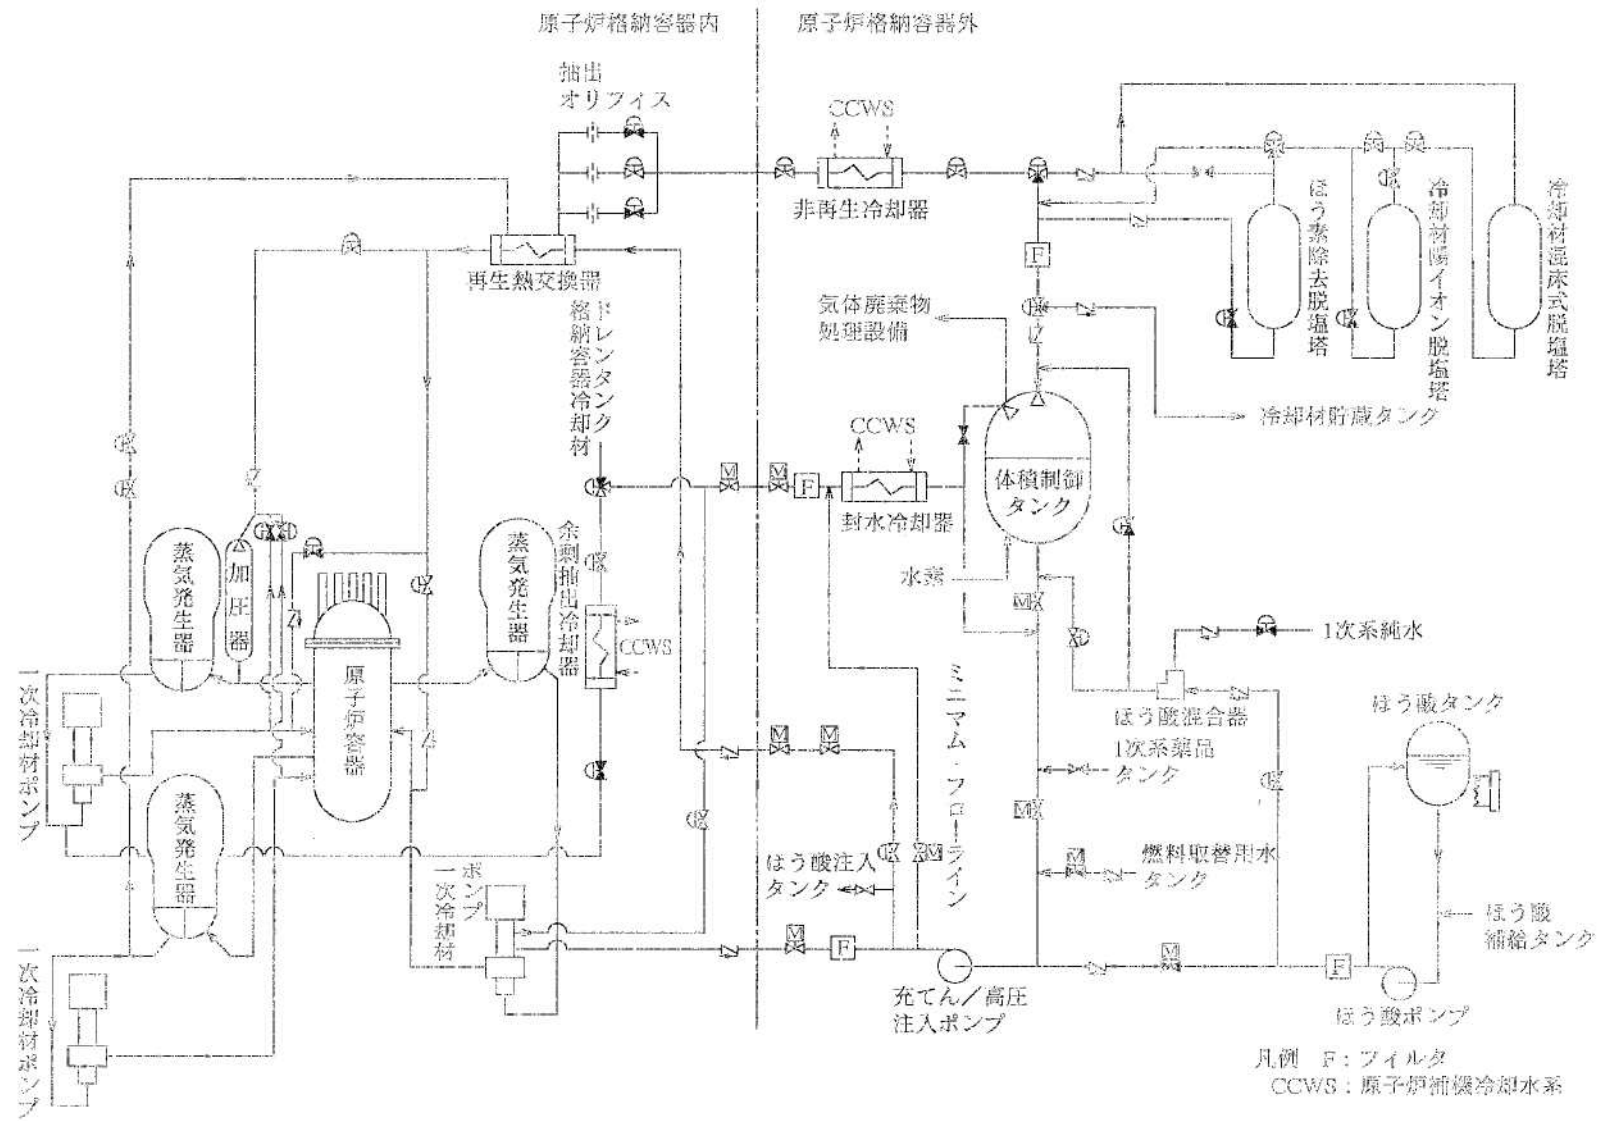 原子炉格納容器内
原子炉格納容器外
抽出
オリフィス
CCWS
非再生冷却器
再生熱交換器
ほう素除去脱塩塔
冷却材陽イオン脱塩塔
冷却材混床式脱塩塔
F
気体廃棄物
処理設備
冷却材貯蔵タンク
格納容器冷却材
ドレンタンク
CCWS
M
M
F
封水冷却器
体積制御
タンク
水素
M
蒸気発生器
加圧器
原子炉容器
蒸気発生器
余剰抽出冷却器
CCWS
1次系純水
ほう酸混合器
ほう酸タンク
一次冷却材ポンプ
蒸気発生器
M
M
ミニマム・フローライン
1次系薬品
タンク
M
M
燃料取替用水
タンク
ほう酸注入
タンク
M
一次冷却材
ポンプ
ほう酸
補給タンク
M
F
M
F
充てん/高圧
注入ポンプ
ほう酸ポンプ
一次冷却材ポンプ
凡例 F：フィルタ
CCWS：原子炉補機冷却水系